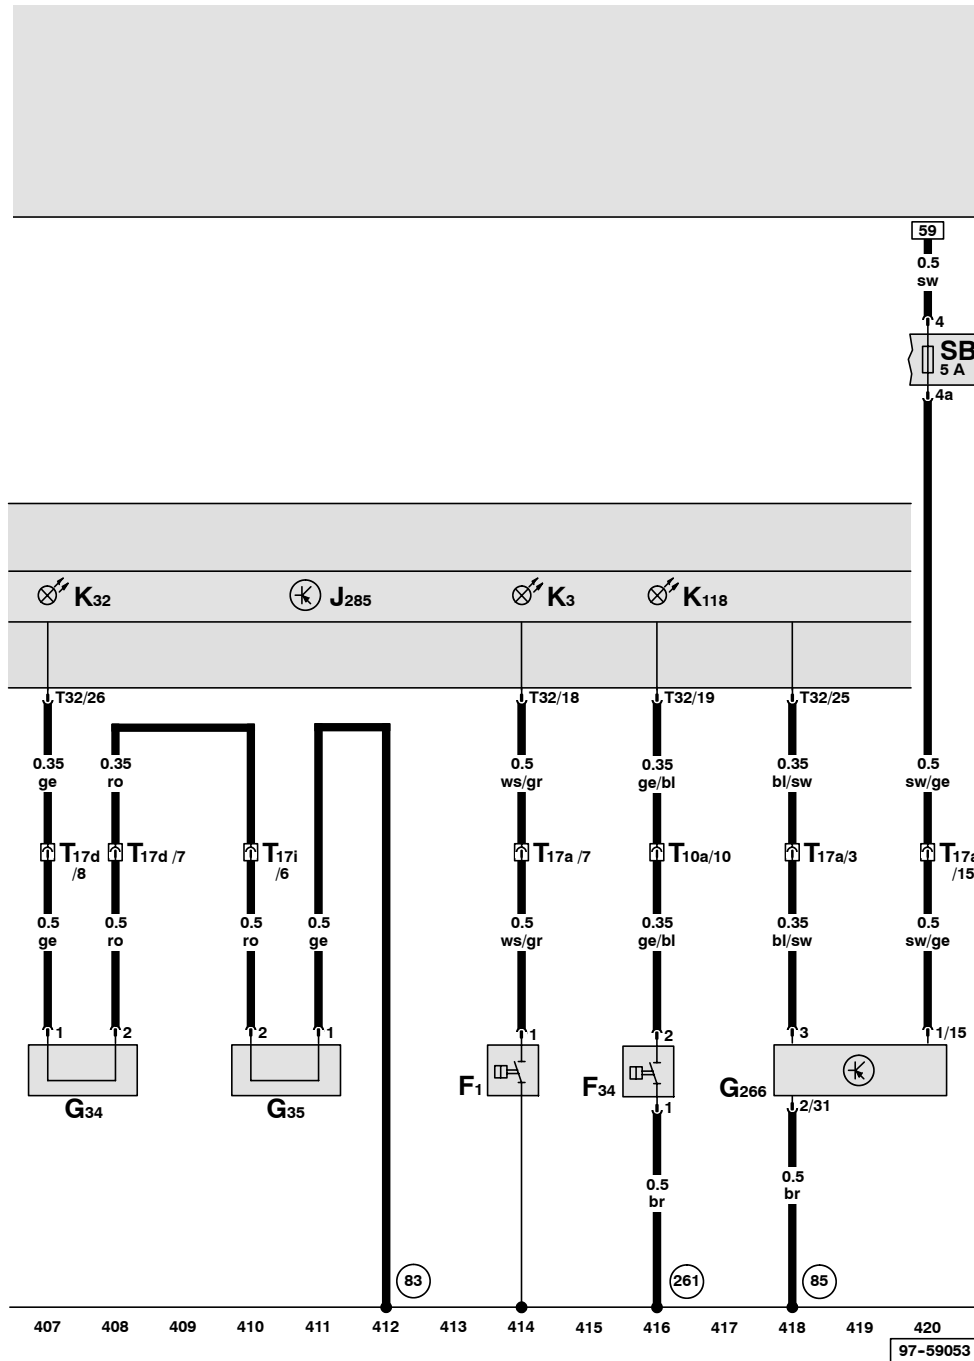 59
0.5
sw
4
SB
5 A
4a
K32
J285
K3
K118
T32/26
T32/18
T32/19
T32/25
0.35
ge
0.35
ro
0.5
ws/gr
0.35
ge/bl
0.35
bl/sw
0.5
sw/ge
T17d
/8
T17d /7
T17i
/6
T17a /7
T10a/10
T17a/3
T17a
/15
0.5
ge
0.5
ro
0.5
ro
0.5
ge
0.5
ws/gr
0.35
ge/bl
0.35
bl/sw
0.5
sw/ge
1
2
2
1
1
2
3
1/15
G34
G35
F1
F34
G266
1
2/31
0.5
br
0.5
br
83
261
85
407 408 409 410 411 412 413 414 415 416 417 418 419 420
97-59053